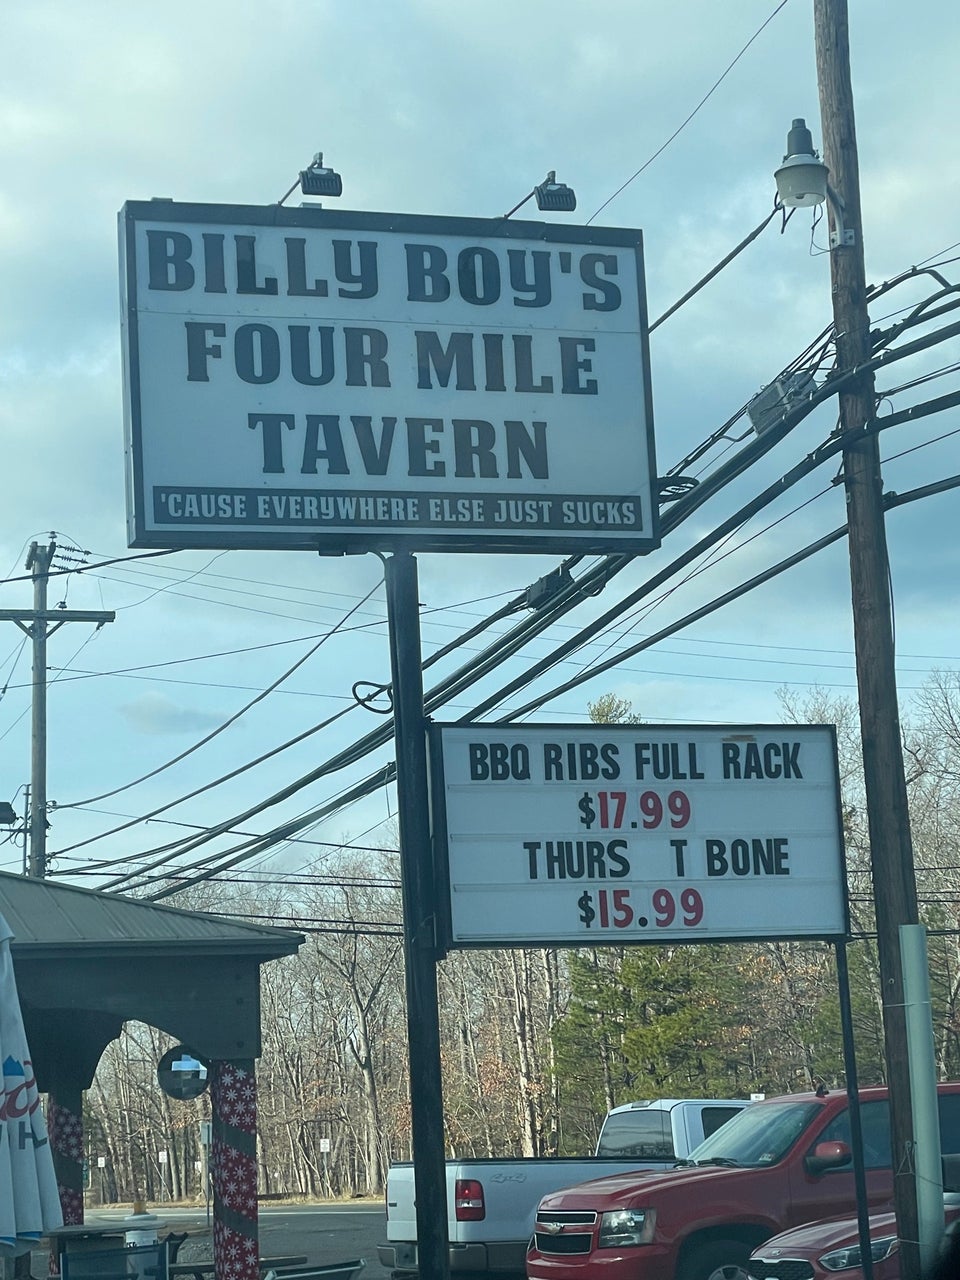 BILLY BOY'S
FOUR MILE
TAVERN
'CAUSE EVERYWHERE ELSE JUST SUCKS
BBQ RIBS FULL RACK
$17.99
THURS T BONE
$15.99
4x4